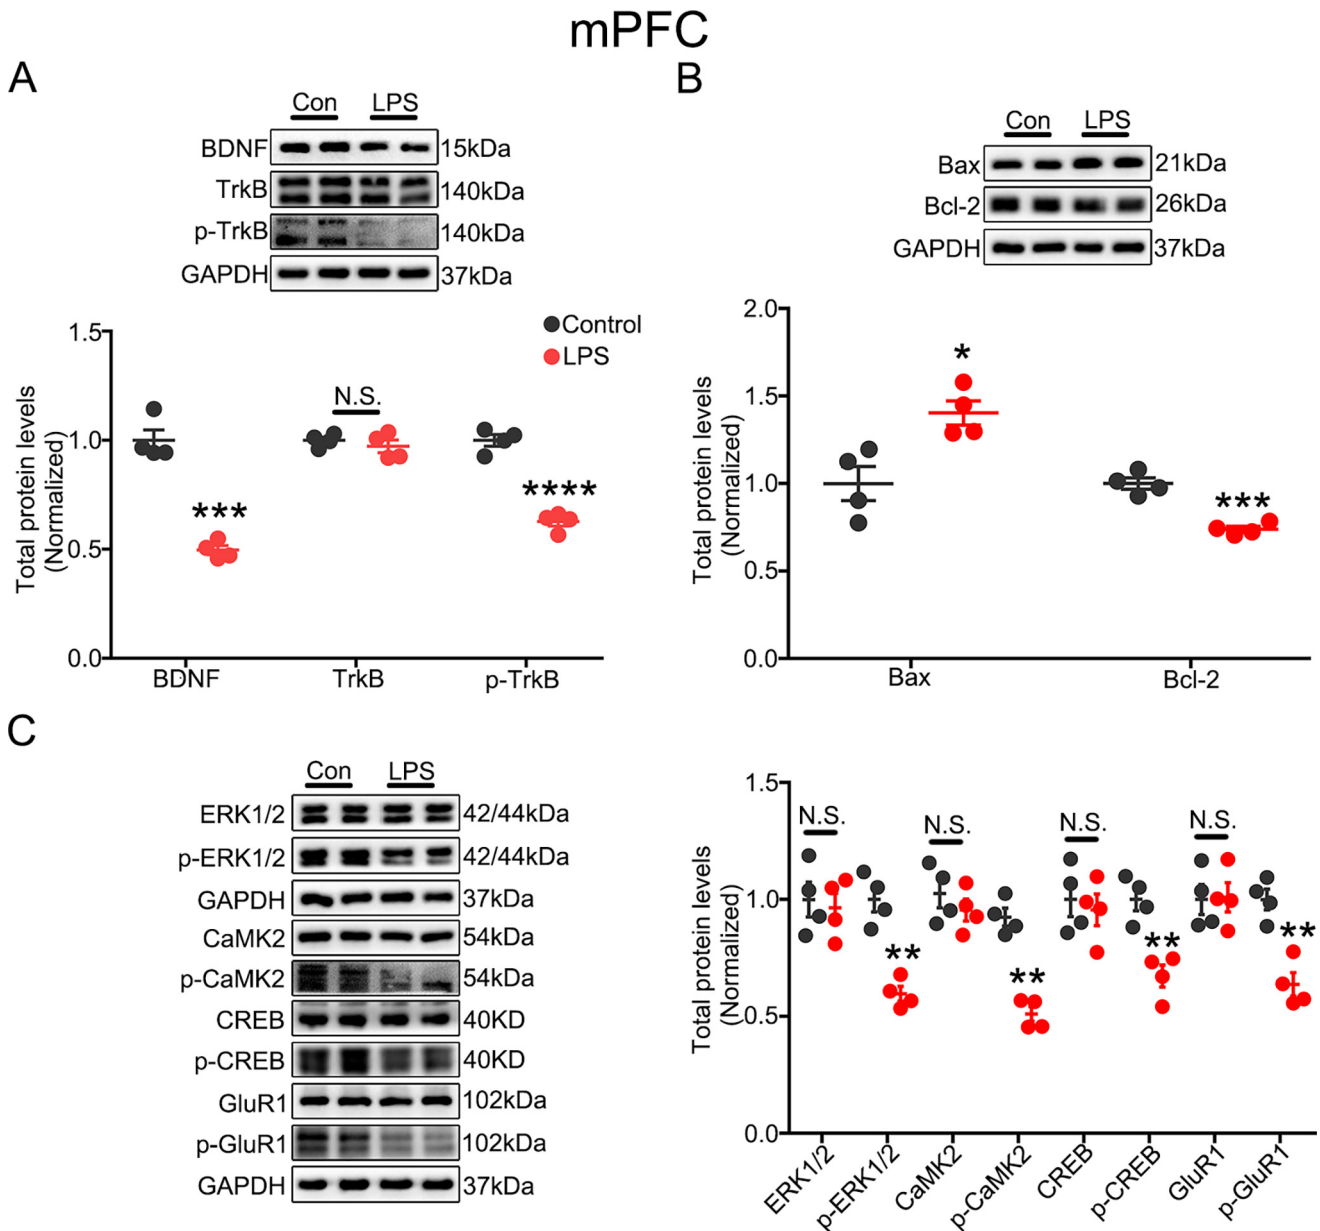 mPFC
A
Con LPS
BDNF 15kDa
TrkB 140kDa
p-TrkB 140kDa
GAPDH 37kDa
Control
LPS
Total protein levels
(Normalized)
1.5
1.0
0.5
0.0
***
N.S.
****
BDNF TrkB p-TrkB
B
Con LPS
Bax 21kDa
Bcl-2 26kDa
GAPDH 37kDa
Total protein levels
(Normalized)
2.0
1.5
1.0
0.5
0.0
*
***
Bax Bcl-2
C
Con LPS
ERK1/2 42/44kDa
p-ERK1/2 42/44kDa
GAPDH 37kDa
CaMK2 54kDa
p-CaMK2 54kDa
CREB 40KD
p-CREB 40KD
GluR1 102kDa
p-GluR1 102kDa
GAPDH 37kDa
Total protein levels
(Normalized)
1.5
1.0
0.5
0.0
N.S. N.S. N.S. N.S.
** ** ** **
ERK1/2 p-ERK1/2 CaMK2 p-CaMK2 CREB p-CREB GluR1 p-GluR1